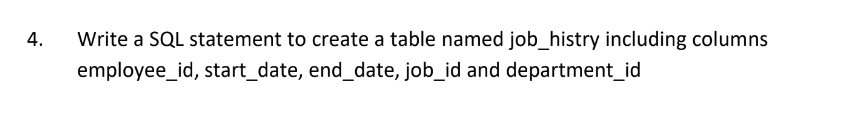 4. Write a SQL statement to create a table named job_histry including columns
employee_id, start_date, end_date, job_id and department_id